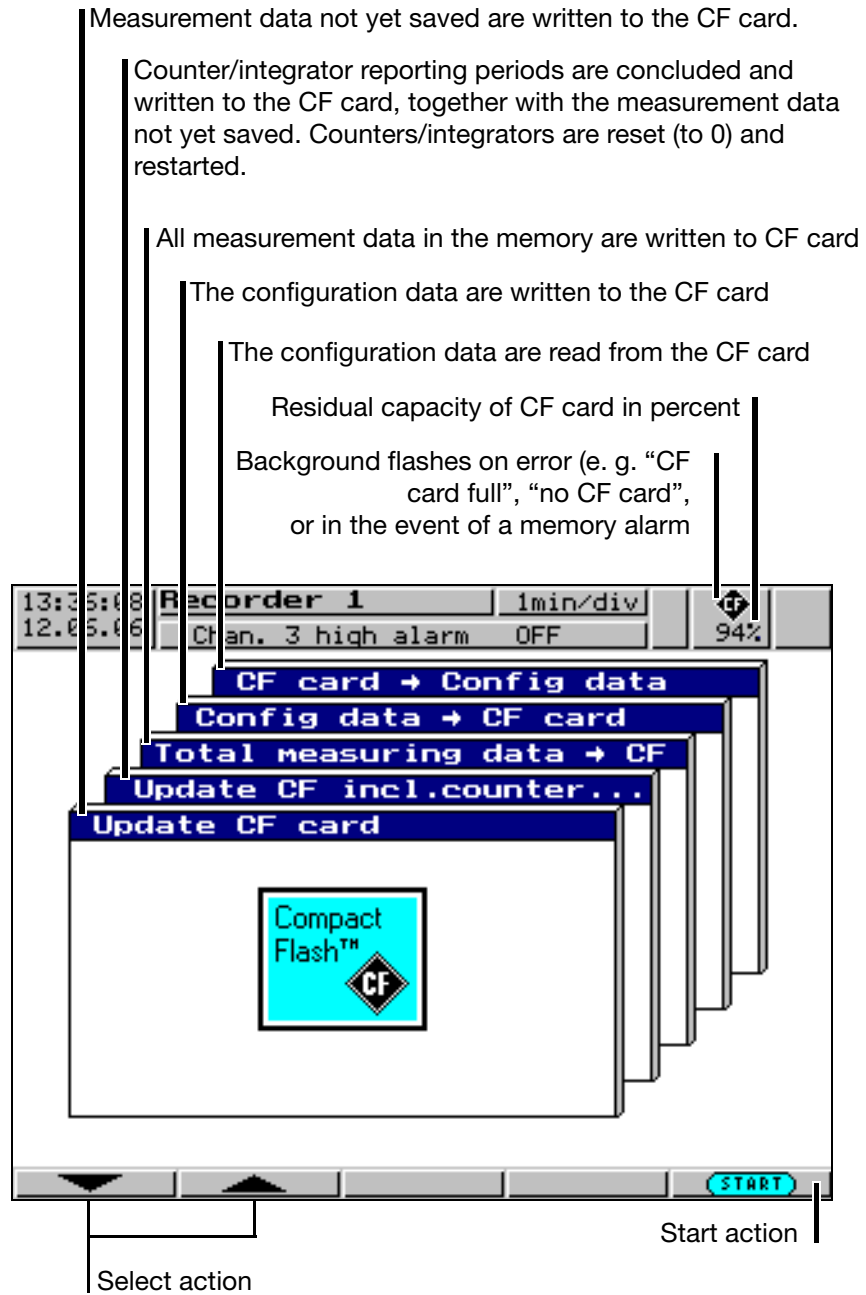 Measurement data not yet saved are written to the CF card.
Counter/integrator reporting periods are concluded and
written to the CF card, together with the measurement data
not yet saved. Counters/integrators are reset (to 0) and
restarted.
All measurement data in the memory are written to CF card
The configuration data are written to the CF card
The configuration data are read from the CF card
Residual capacity of CF card in percent
Background flashes on error (e. g. “CF
card full”, “no CF card”,
or in the event of a memory alarm
13:36:08 Recorder 1 1min/div CF
12.06.06 Chan. 3 high alarm OFF 94%
CF card → Config data
Config data → CF card
Total measuring data → CF
Update CF incl.counter...
Update CF card
Compact
Flash™
CF
START
Start action
Select action